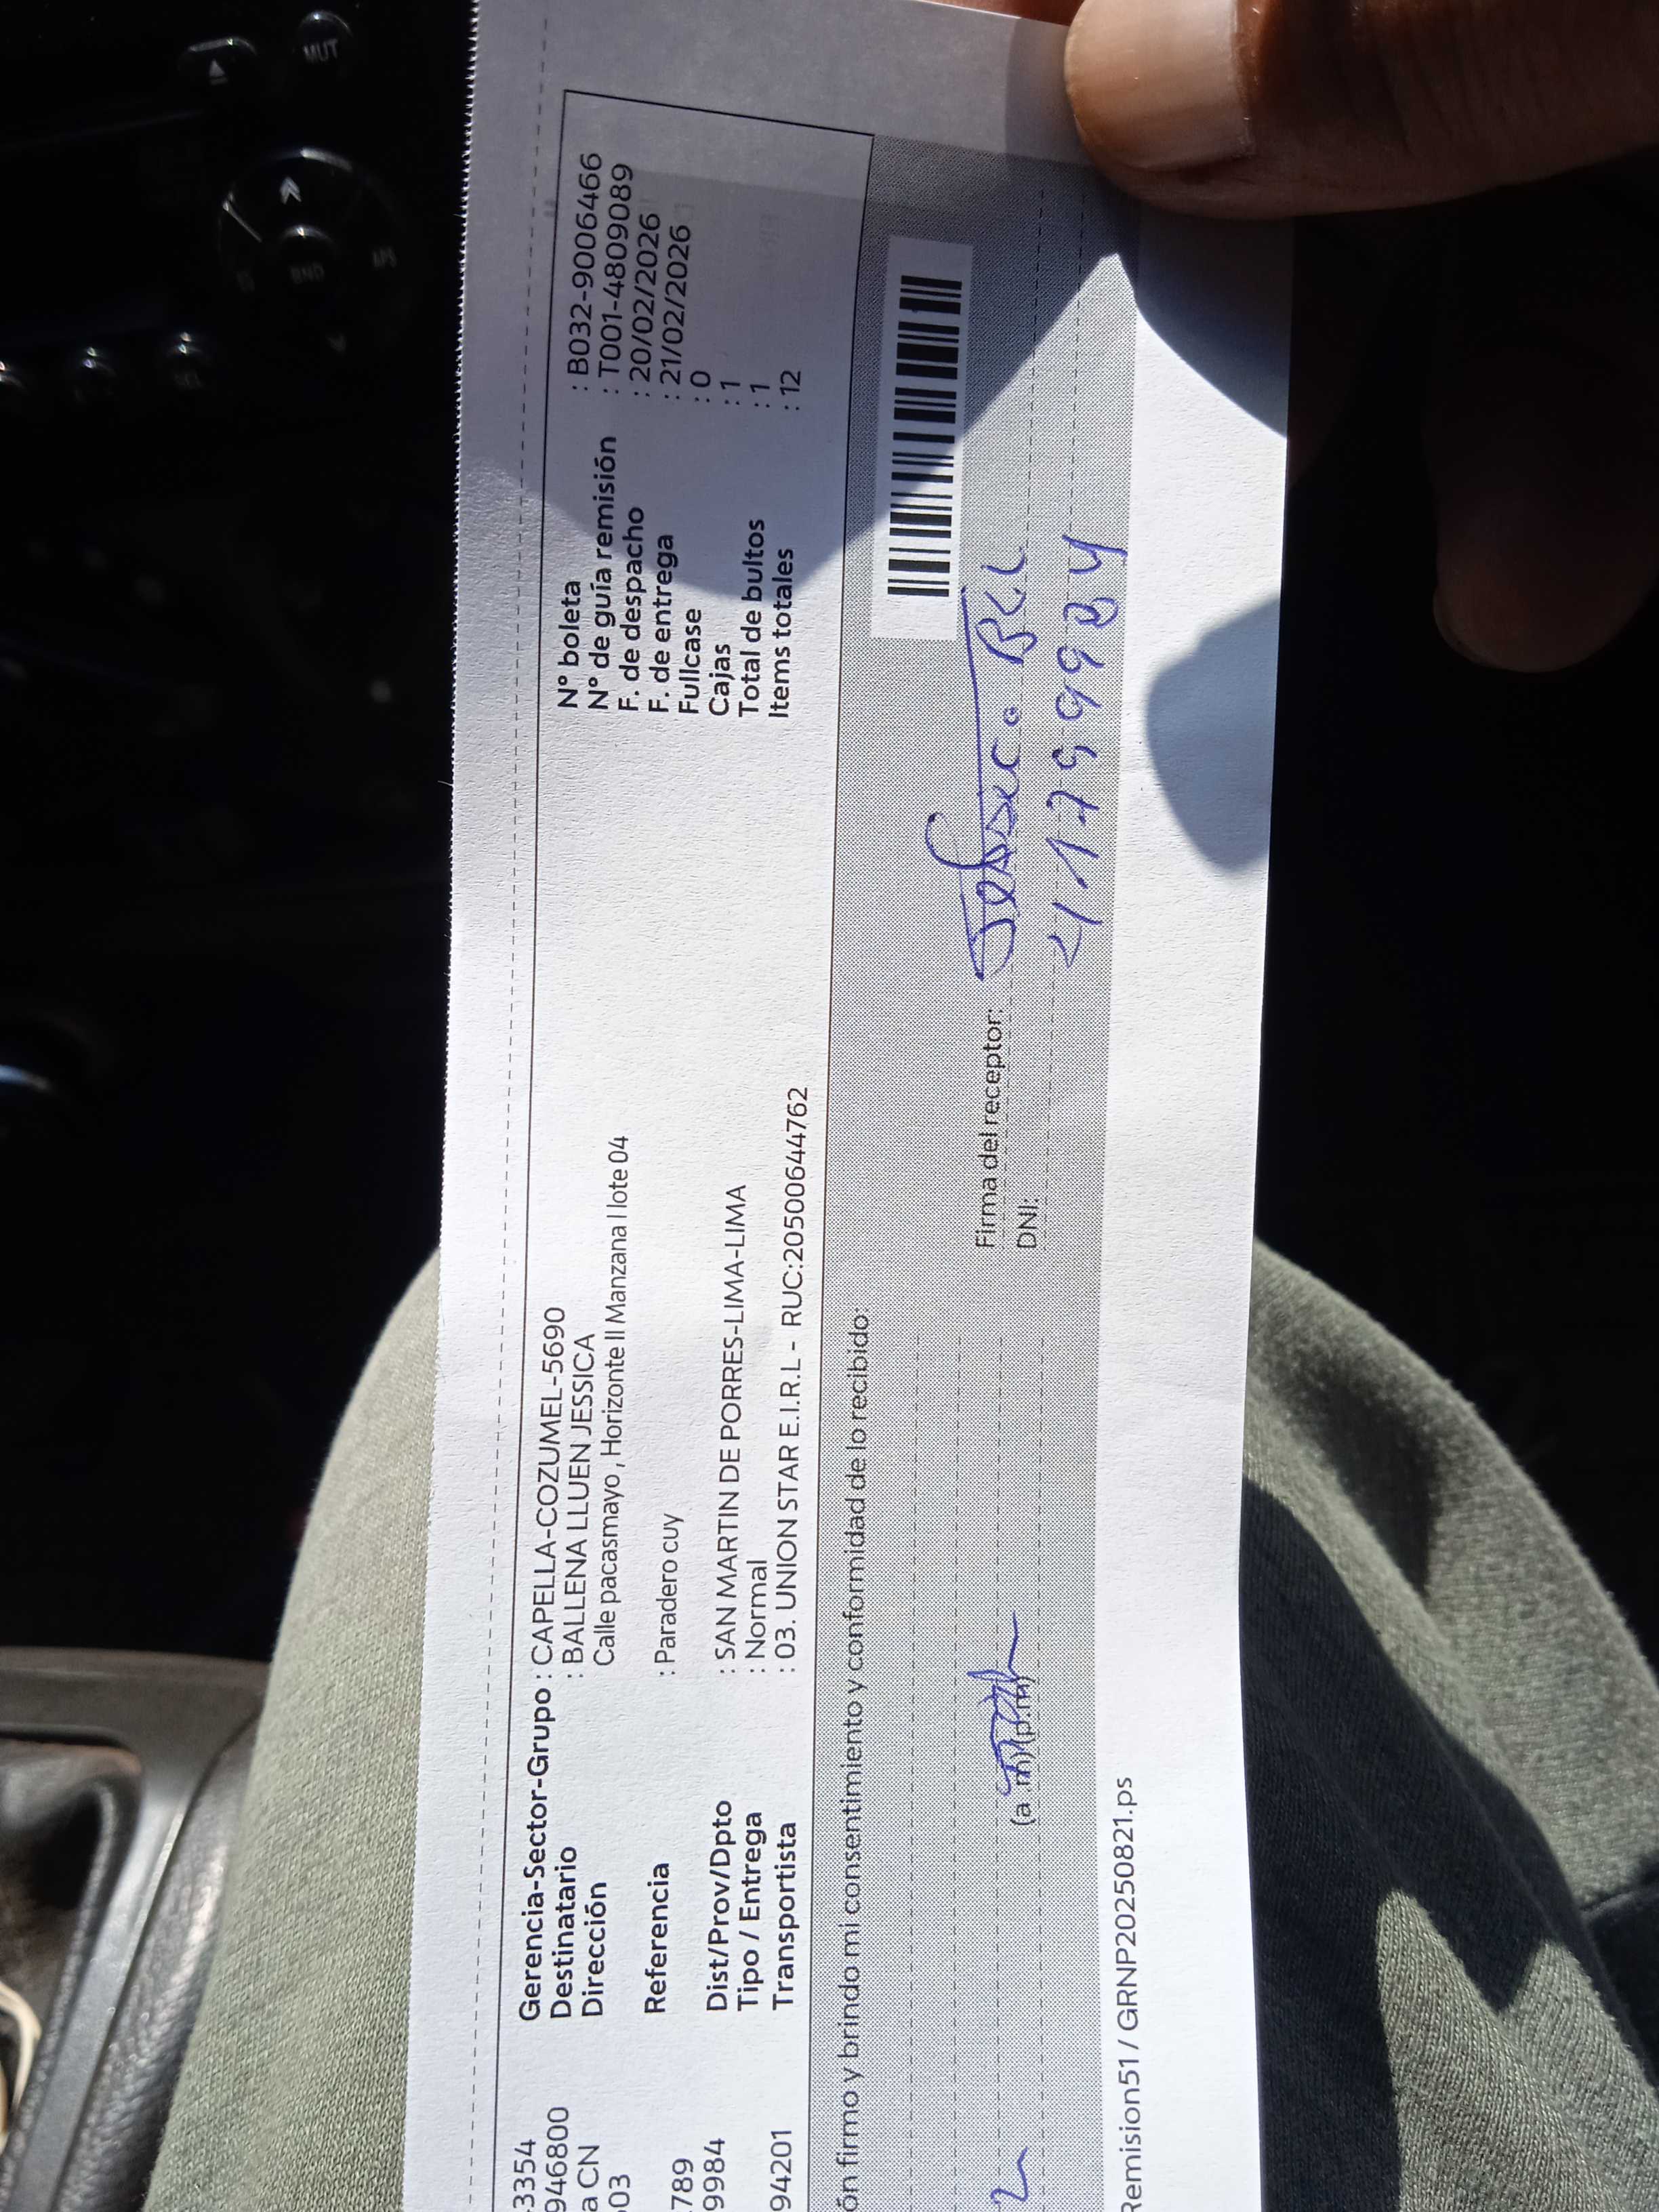 MUT
BND
APS
SEL
3354
946800
a CN
03
789
9984
94201
Gerencia-Sector-Grupo : CAPELLA-COZUMEL-5690
Destinatario : BALLENA LLUEN JESSICA
Dirección Calle pacasmayo , Horizonte II Manzana I lote 04
Referencia : Paradero cuy
Dist/Prov/Dpto : SAN MARTIN DE PORRES-LIMA-LIMA
Tipo / Entrega : Normal
Transportista : 03. UNION STAR E.I.R.L - RUC:20500644762
N° boleta : B032-9006466
N° de guía remisión : T001-4809089
F. de despacho : 20/02/2026
F. de entrega : 21/02/2026
Fullcase : 0
Cajas : 1
Total de bultos : 1
Items totales : 12
ón firmo y brindo mi consentimiento y conformidad de lo recibido:
Firma del receptor:
DNI:
(a m)(p.m)
Remision51 / GRNP20250821.ps